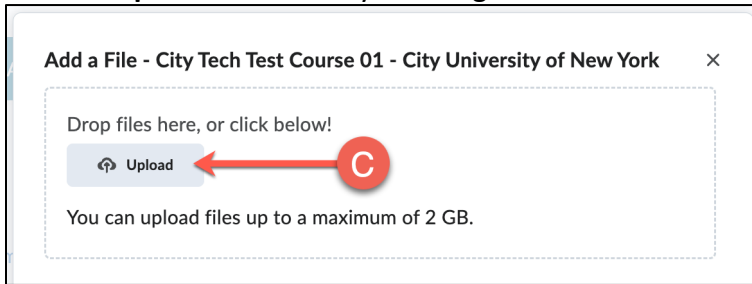 Add a File - City Tech Test Course 01 - City University of New York
Drop files here, or click below!
Upload
C
You can upload files up to a maximum of 2 GB.